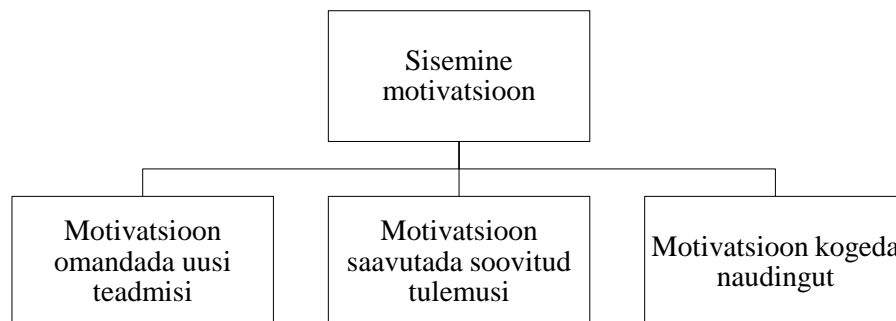 Sisemine
motivatsioon
Motivatsioon
omandada uusi
teadmisi
Motivatsioon
saavutada soovitud
tulemusi
Motivatsioon kogeda
naudingut